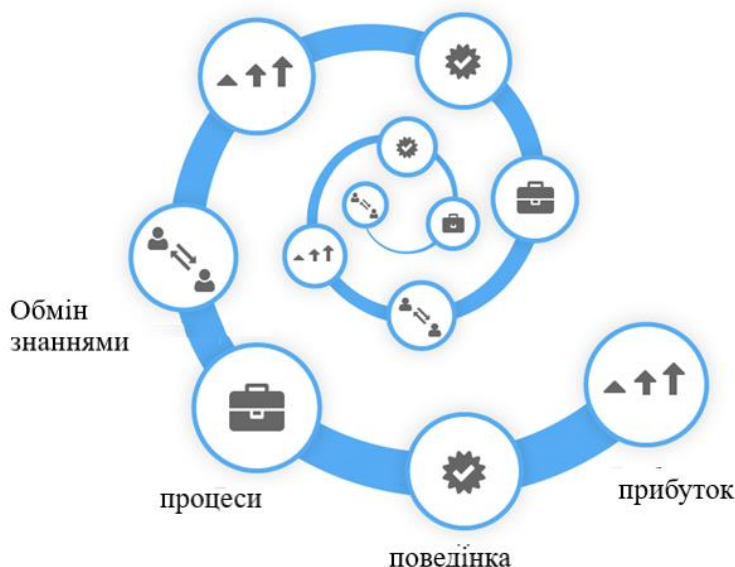 Обмін
знаннями
процеси
поведінка
прибуток